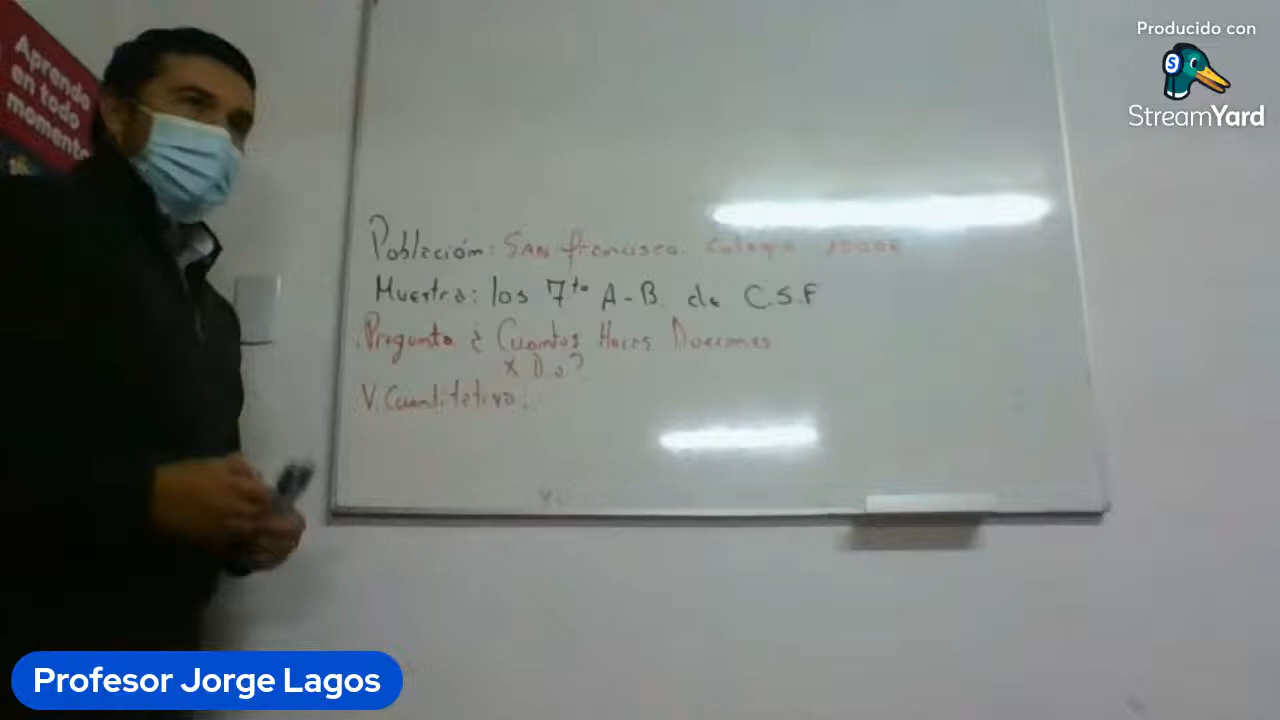 Aprendo
en todo
momento
Producido con
StreamYard
Población: SAN francisco. Colegio
Muestra: los 7to A-B. de C.S.F
Pregunta ¿ Cuantas Horas Duermes
x D.a?
V. Cuantitativa.
Profesor Jorge Lagos